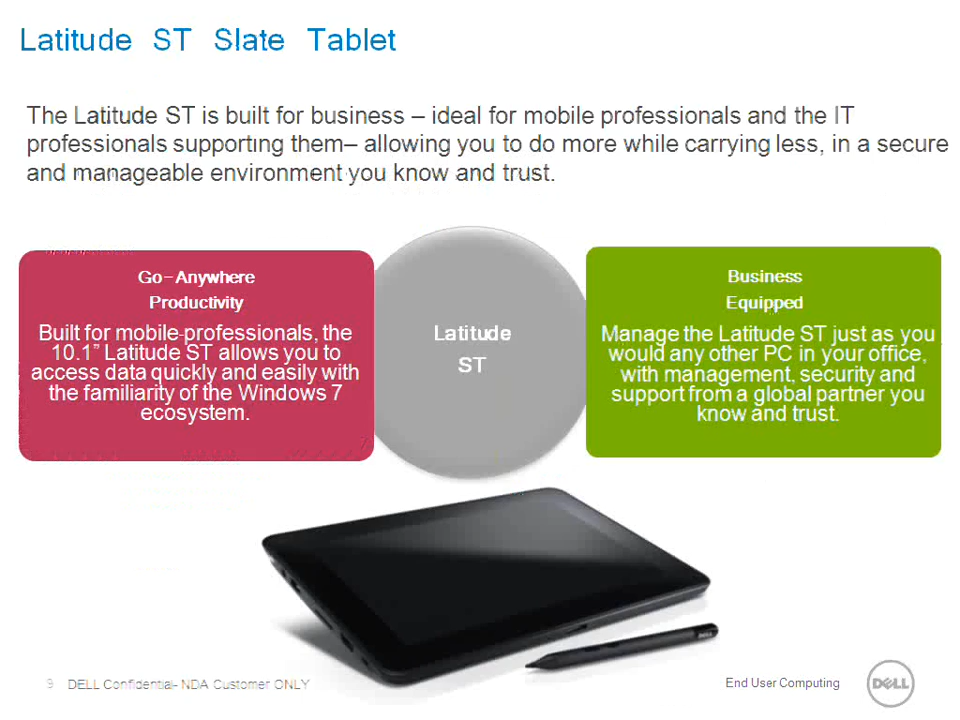 Latitude ST Slate Tablet
The Latitude ST is built for business – ideal for mobile professionals and the IT
professionals supporting them– allowing you to do more while carrying less, in a secure
and manageable environment you know and trust.
Go-Anywhere
Productivity
Built for mobile-professionals, the
10.1” Latitude ST allows you to
access data quickly and easily with
the familiarity of the Windows 7
ecosystem.
Latitude
ST
Business
Equipped
Manage the Latitude ST just as you
would any other PC in your office,
with management, security and
support from a global partner you
know and trust.
DELL
9 DELL Confidential- NDA Customer ONLY
End User Computing
DELL